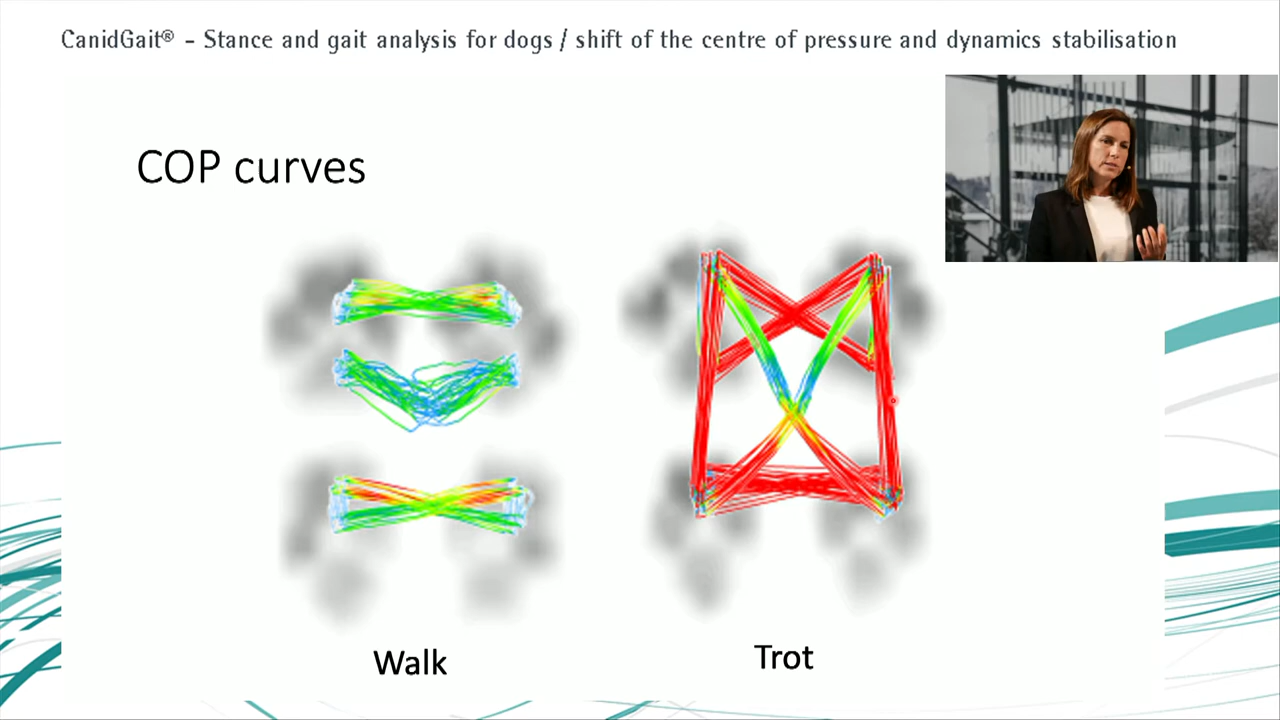 CanidGait® - Stance and gait analysis for dogs / shift of the centre of pressure and dynamics stabilisation
COP curves
Walk
Trot